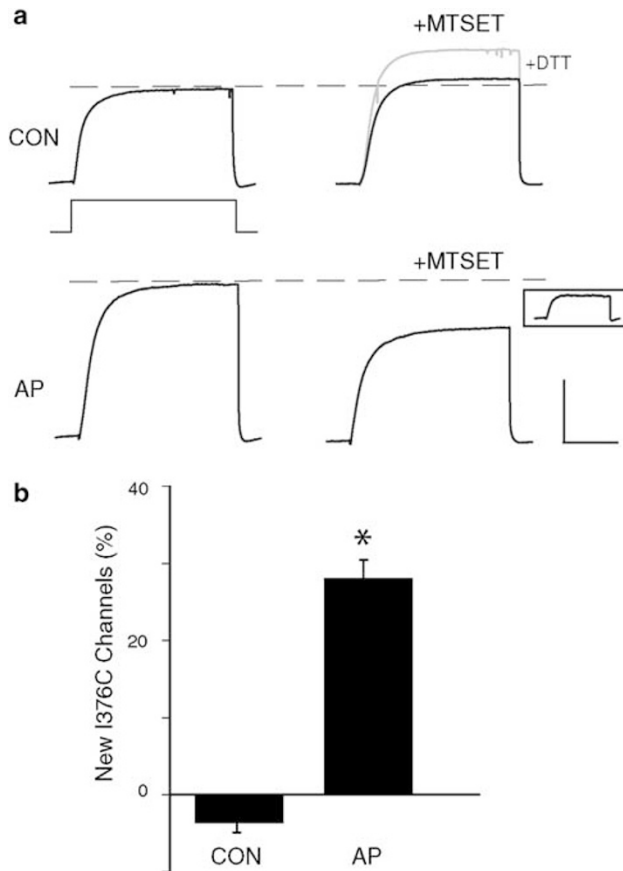 a
+MTSET
+DTT
CON
+MTSET
AP
b
New I376C Channels (%)
40
20
0
*
CON
AP